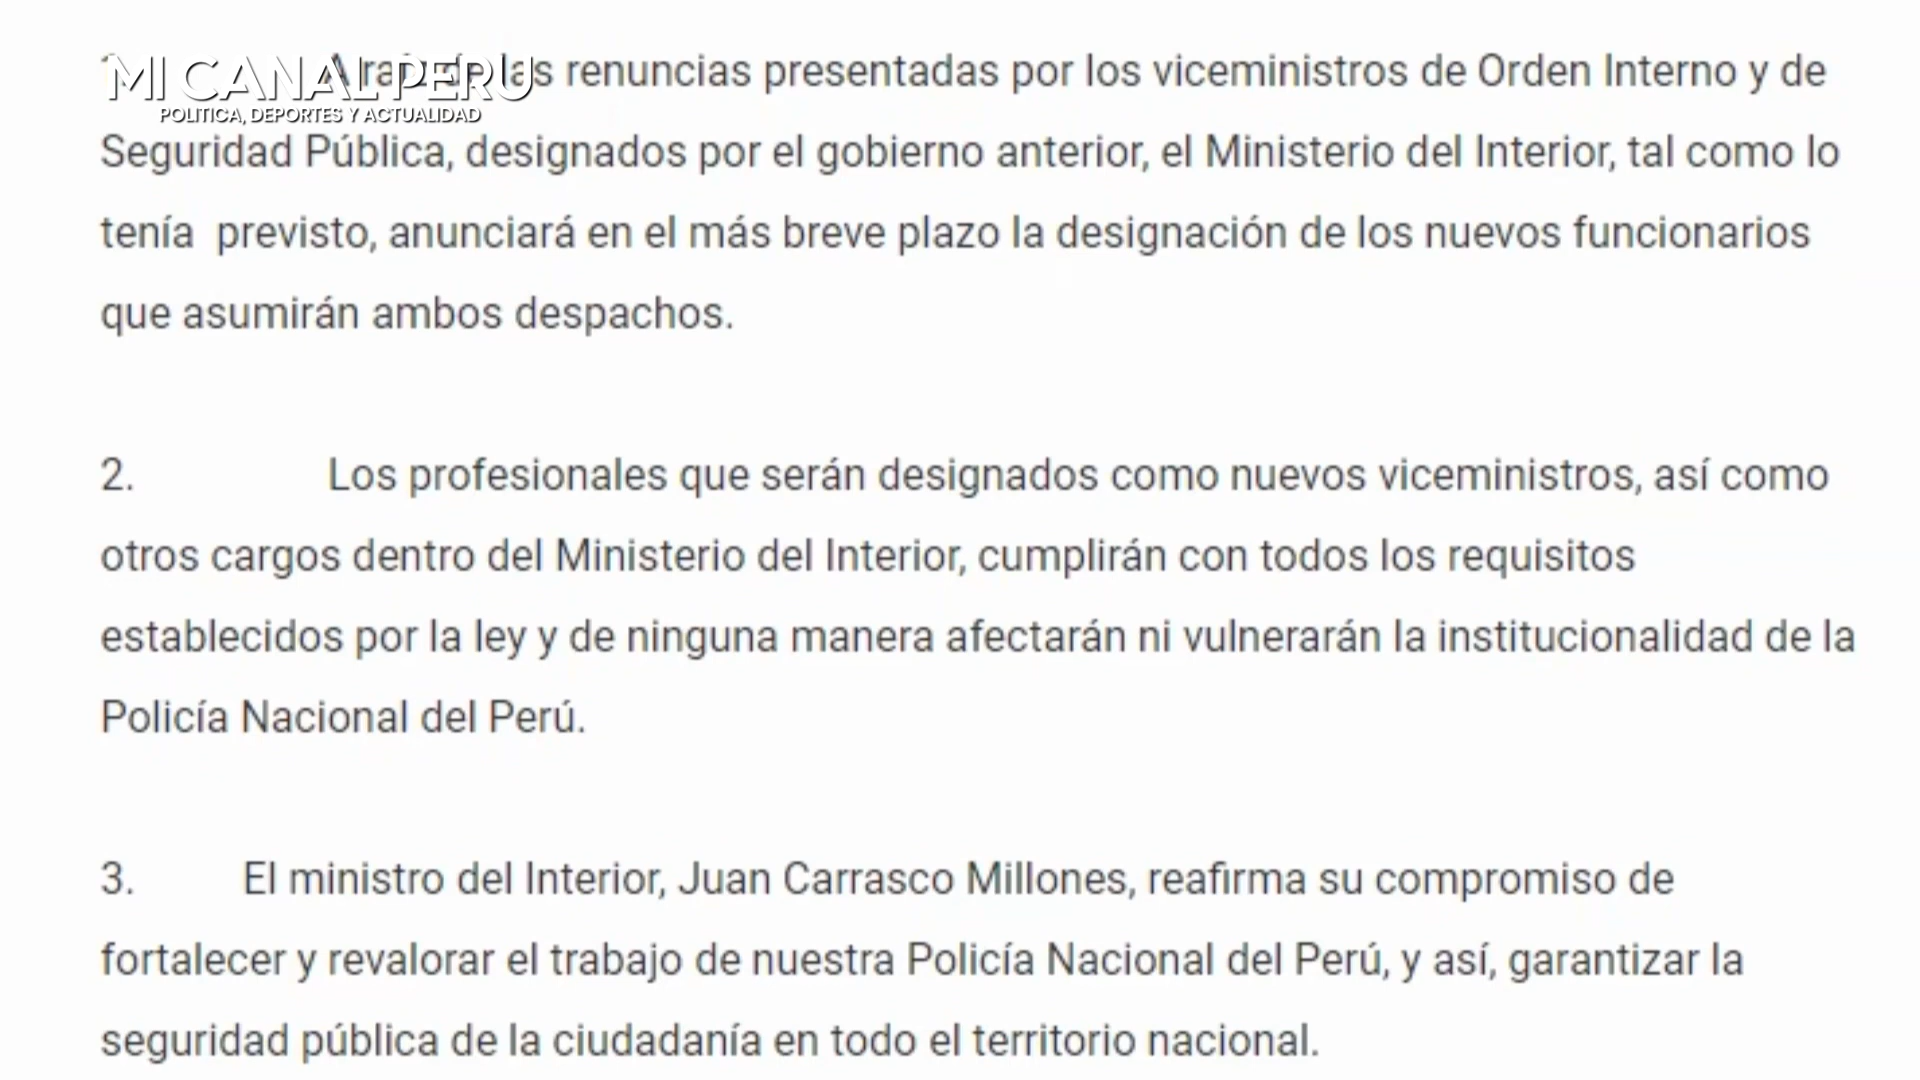 MI CANAL PERU
POLITICA, DEPORTES Y ACTUALIDAD
A raíz de las renuncias presentadas por los viceministros de Orden Interno y de
Seguridad Pública, designados por el gobierno anterior, el Ministerio del Interior, tal como lo
tenía previsto, anunciará en el más breve plazo la designación de los nuevos funcionarios
que asumirán ambos despachos.
2. Los profesionales que serán designados como nuevos viceministros, así como
otros cargos dentro del Ministerio del Interior, cumplirán con todos los requisitos
establecidos por la ley y de ninguna manera afectarán ni vulnerarán la institucionalidad de la
Policía Nacional del Perú.
3. El ministro del Interior, Juan Carrasco Millones, reafirma su compromiso de
fortalecer y revalorar el trabajo de nuestra Policía Nacional del Perú, y así, garantizar la
seguridad pública de la ciudadanía en todo el territorio nacional.